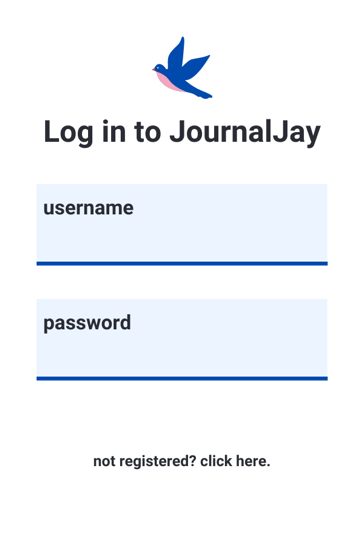 Log in to JournalJay
username
password
not registered? click here.